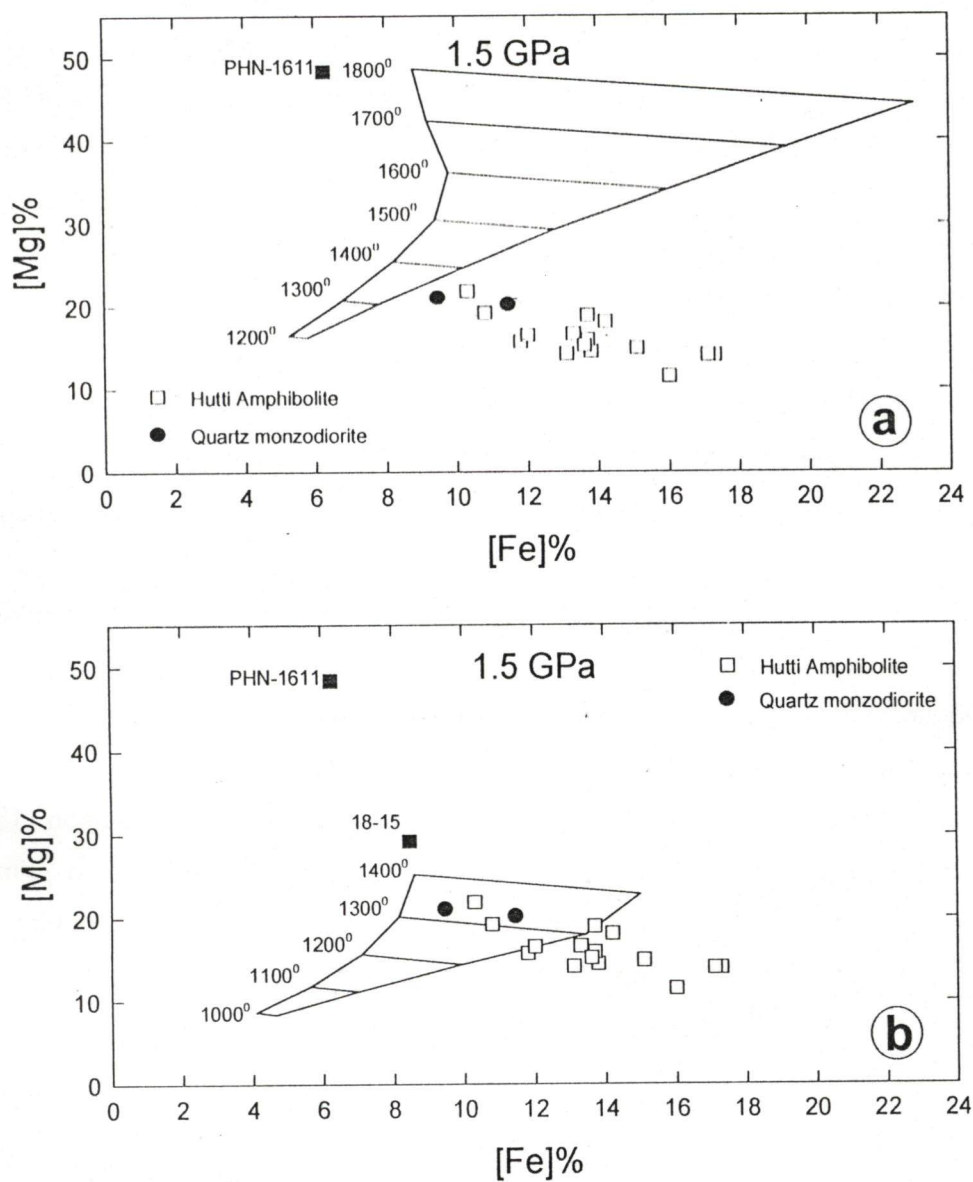 1.5 GPa
50
PHN-1611
1800⁰
1700⁰
40
1600⁰
[Mg]%
30
1500⁰
1400⁰
20
1300⁰
1200⁰
10
Hutti Amphibolite
Quartz monzodiorite
a
0
0 2 4 6 8 10 12 14 16 18 20 22 24
[Fe]%
50
PHN-1611
1.5 GPa
Hutti Amphibolite
Quartz monzodiorite
40
[Mg]%
30
18-15
1400⁰
20
1300⁰
1200⁰
1100⁰
10
1000⁰
b
0
0 2 4 6 8 10 12 14 16 18 20 22 24
[Fe]%